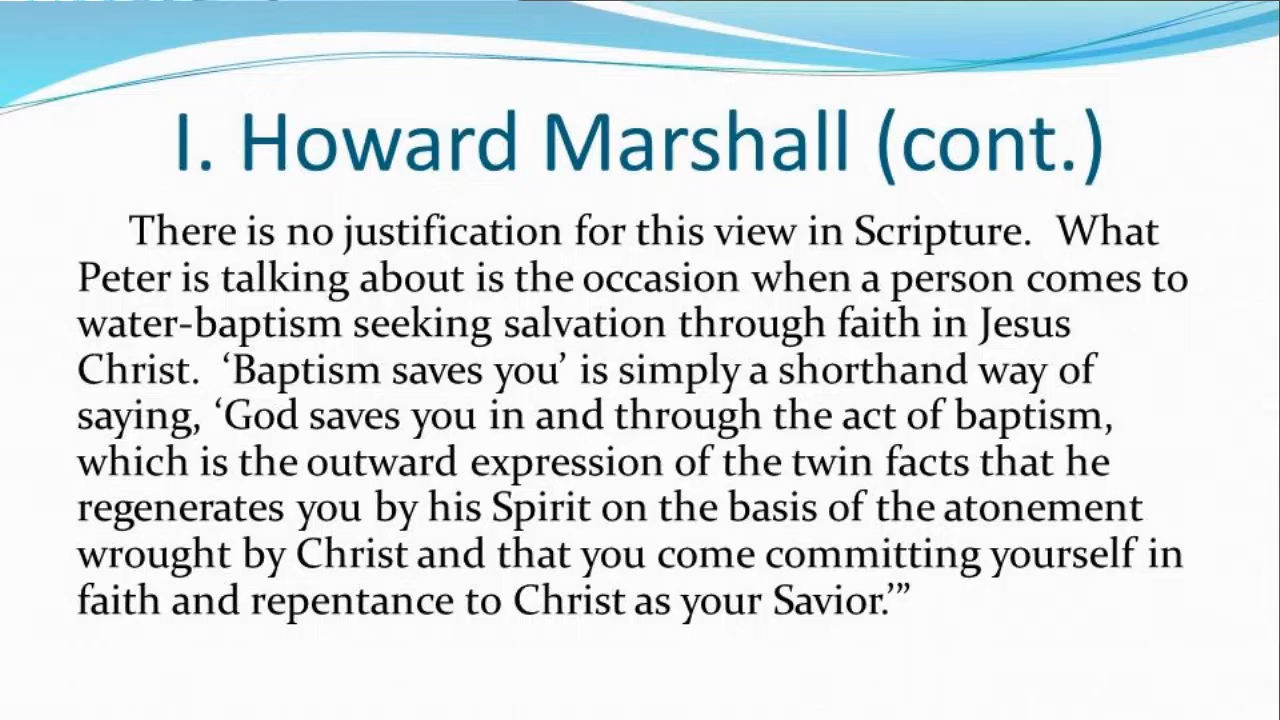 I. Howard Marshall (cont.)
There is no justification for this view in Scripture.  What
Peter is talking about is the occasion when a person comes to
water-baptism seeking salvation through faith in Jesus
Christ.  ‘Baptism saves you’ is simply a shorthand way of
saying, ‘God saves you in and through the act of baptism,
which is the outward expression of the twin facts that he
regenerates you by his Spirit on the basis of the atonement
wrought by Christ and that you come committing yourself in
faith and repentance to Christ as your Savior.’”